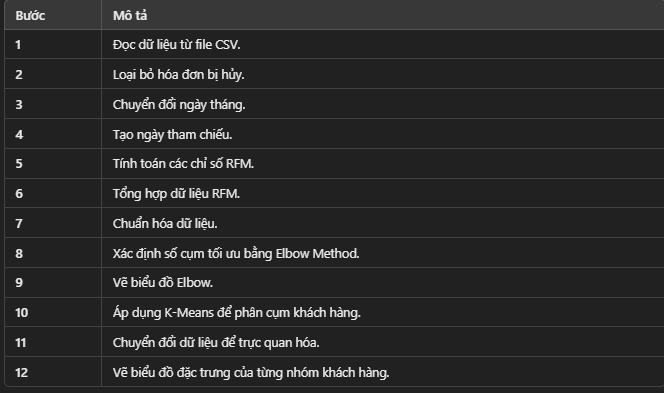 Bước Mô tả
1 Đọc dữ liệu từ file CSV.
2 Loại bỏ hóa đơn bị hủy.
3 Chuyển đổi ngày tháng.
4 Tạo ngày tham chiếu.
5 Tính toán các chỉ số RFM.
6 Tổng hợp dữ liệu RFM.
7 Chuẩn hóa dữ liệu.
8 Xác định số cụm tối ưu bằng Elbow Method.
9 Vẽ biểu đồ Elbow.
10 Áp dụng K-Means để phân cụm khách hàng.
11 Chuyển đổi dữ liệu để trực quan hóa.
12 Vẽ biểu đồ đặc trưng của từng nhóm khách hàng.